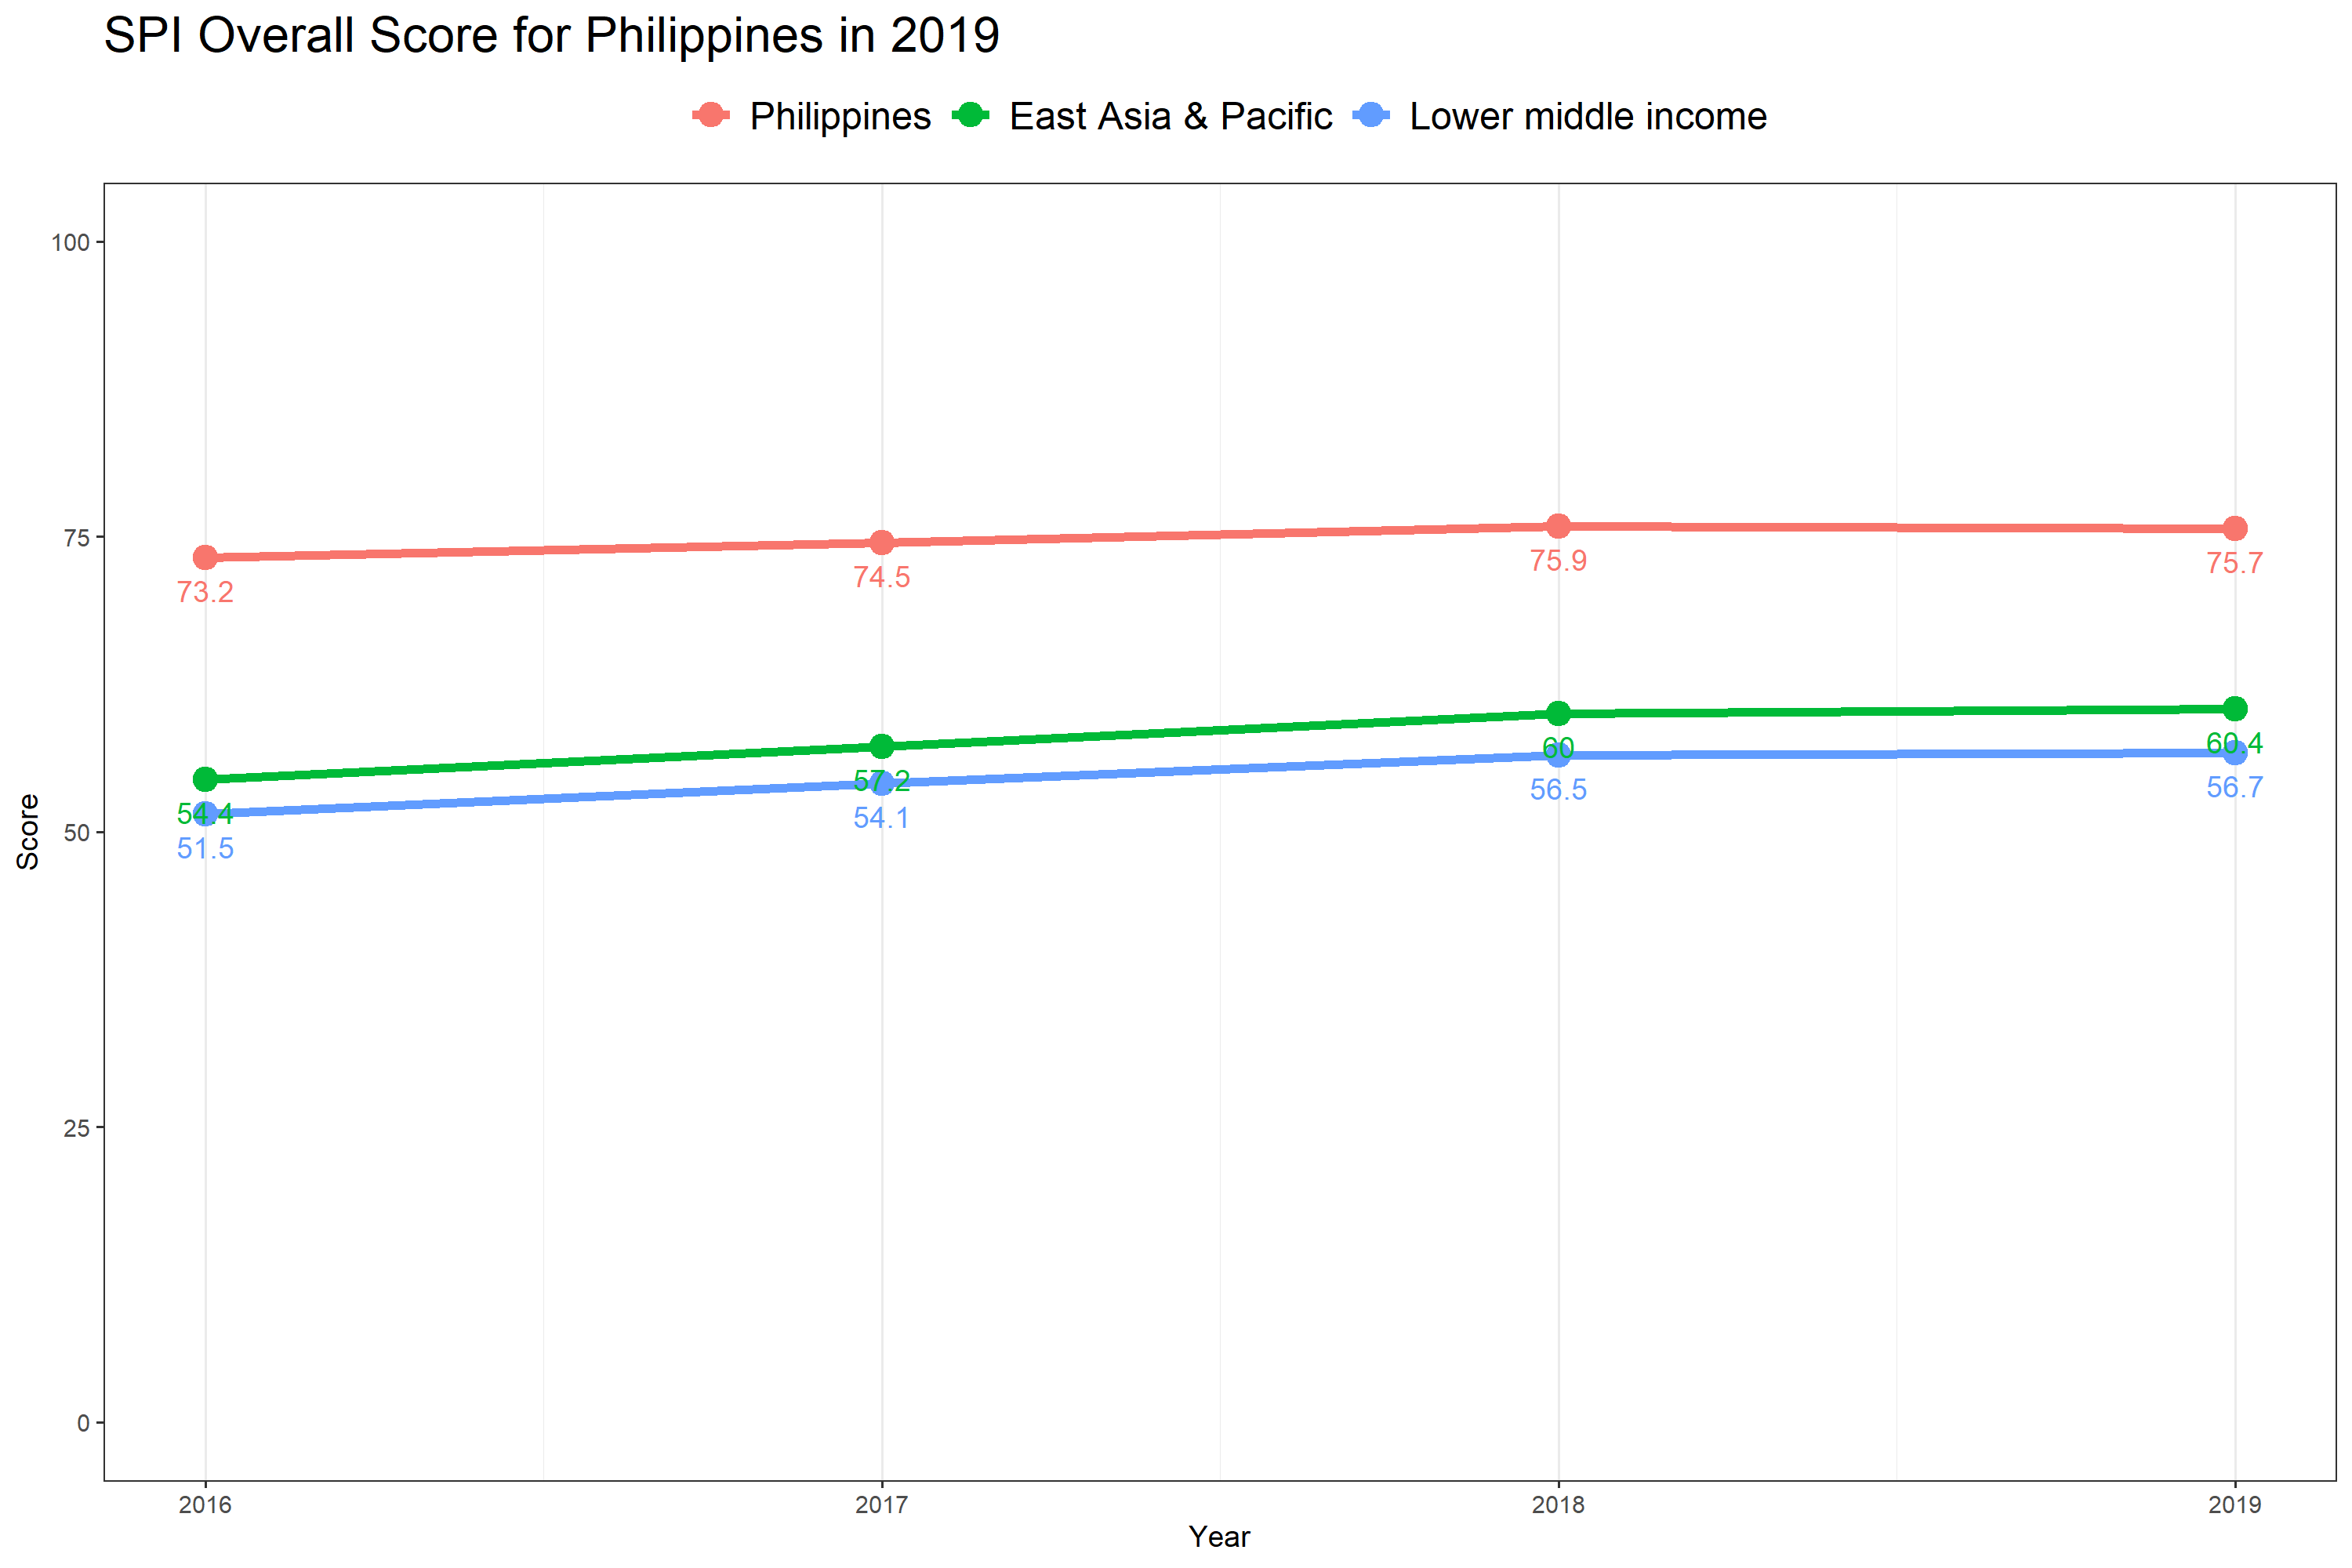 SPI Overall Score for Philippines in 2019
Philippines East Asia & Pacific Lower middle income
100
75
50
25
0
Score
73.2 74.5 75.9 75.7
54.4 57.2 60 60.4
51.5 54.1 56.5 56.7
2016 2017 2018 2019
Year